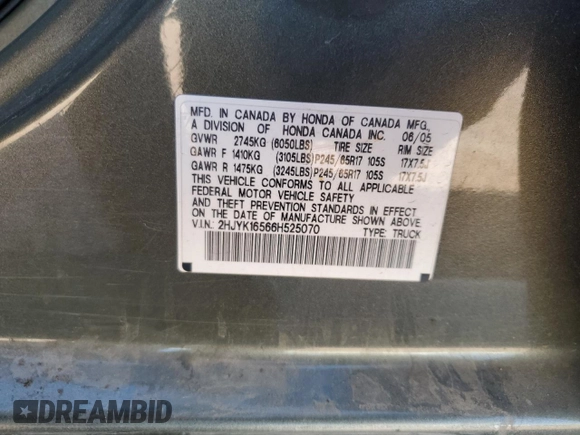 MFD. IN CANADA BY HONDA OF CANADA MFG.,
A DIVISION OF HONDA CANADA INC. 06/05
GVWR 2745KG (6050LBS) TIRE SIZE RIM SIZE
GAWR F 1410KG (3105LBS) P245/65R17 105S 17X7.5J
GAWR R 1475KG (3245LBS) P245/65R17 105S 17X7.5J
THIS VEHICLE CONFORMS TO ALL APPLICABLE
FEDERAL MOTOR VEHICLE SAFETY
AND THEFT PREVENTION STANDARDS IN EFFECT
ON THE DATE OF MANUFACTURE SHOWN ABOVE.
V.I.N.: 2HJYK16566H525070 TYPE: TRUCK
DREAMBID